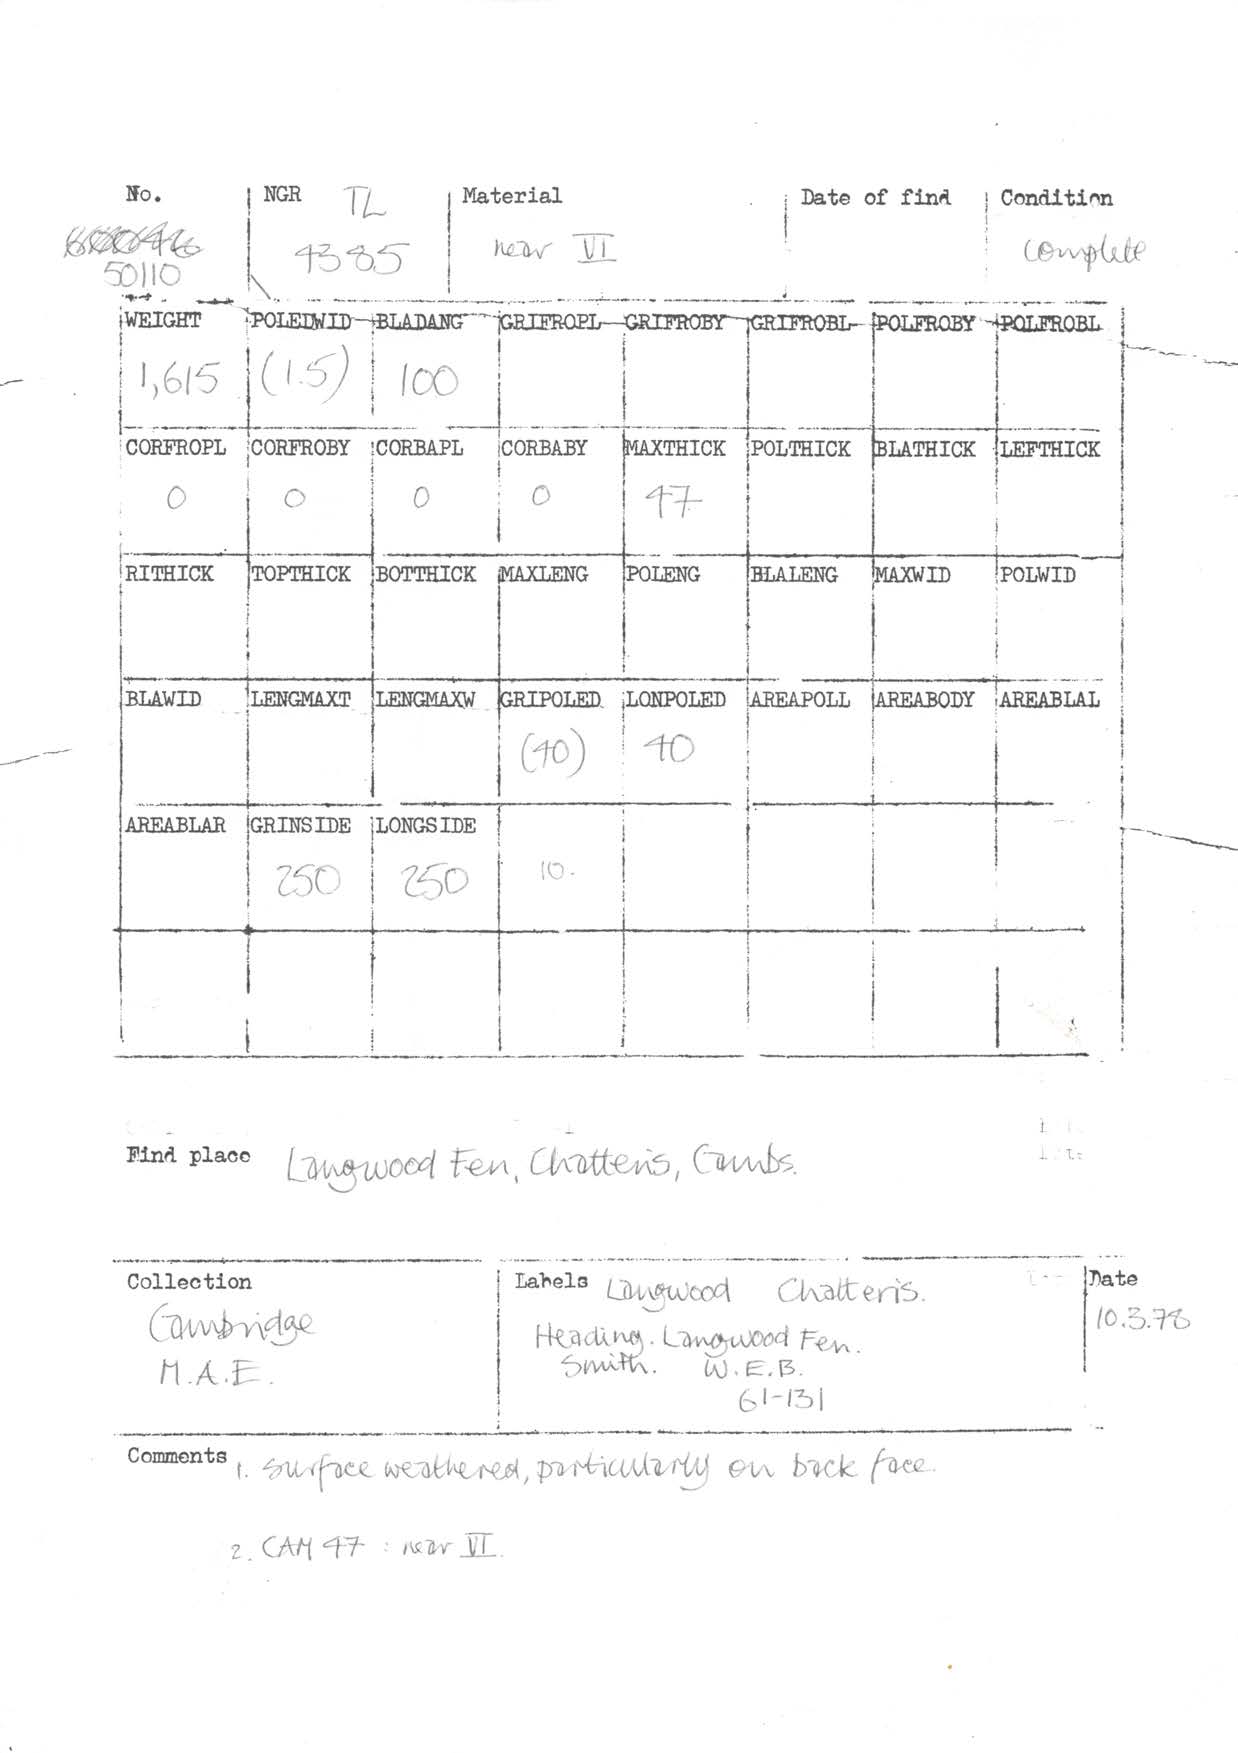 No. NGR TL Material Date of find Condition
50110 4385 near VI complete
WEIGHT POLEDWID BLADANG GRIFROPL GRIFROBY GRIFROBL POLFROBY POLFROBL
1,615 (1.5) 100
CORFROPL CORFROBY CORBAPL CORBABY MAXTHICK POLTHICK BLATHICK LEFTHICK
0 0 0 0 47
RITHICK TOPTHICK BOTTHICK MAXLENG POLENG BLALENG MAXWID POLWID
BLAWID LENGMAXT LENGMAXW GRIPOLED LONPOLED AREAPOLL AREABODY AREABLAL
(40) 40
AREABLAR GRINSIDE LONGSIDE
250 250 10.
Find place Langwood Fen, Chatteris, Cambs.
Collection Labels Langwood Chatteris. Date
Cambridge Heading. Langwood Fen. 10.3.78
M.A.E. Smith. W.E.B.
61-131
Comments 1. surface weathered, particularly on back face.
2. CAM 47 : near VI.